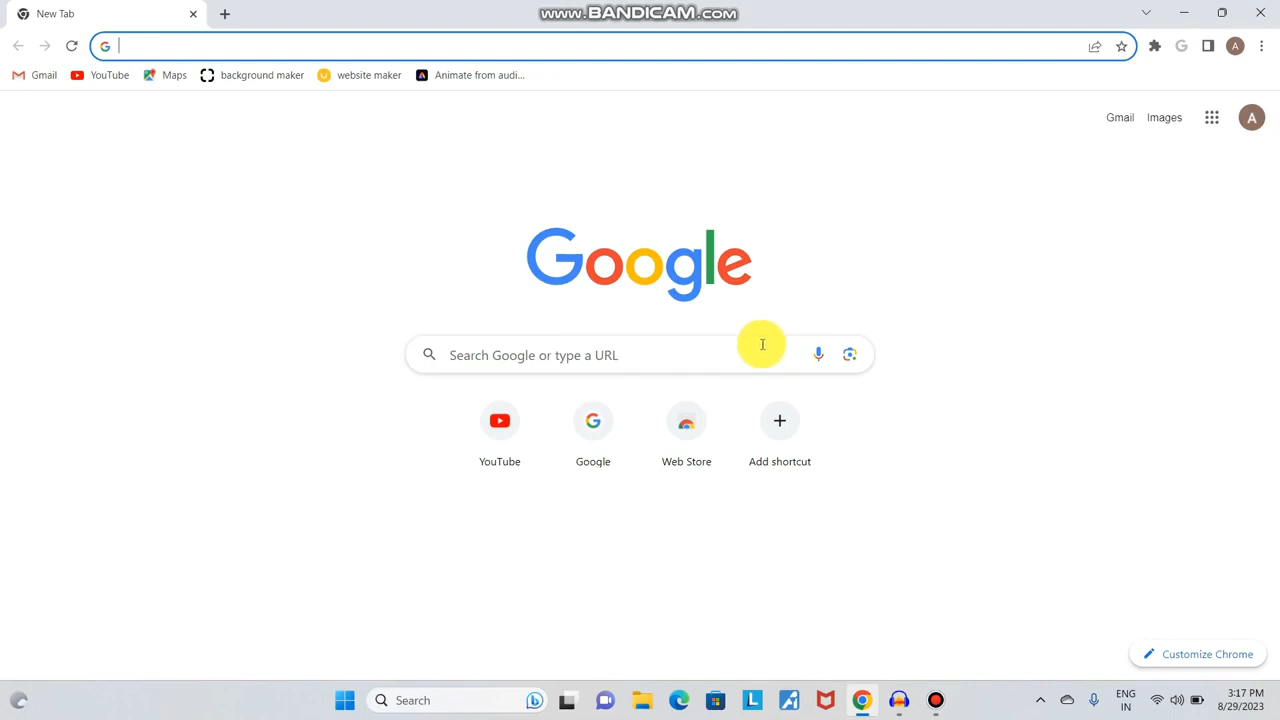 New Tab
www.BANDICAM.com
Gmail
YouTube
Maps
background maker
website maker
Animate from audi...
Gmail
Images
A
Google
Search Google or type a URL
YouTube
Google
Web Store
Add shortcut
Customize Chrome
Search
ENG
IN
3:17 PM
8/29/2023